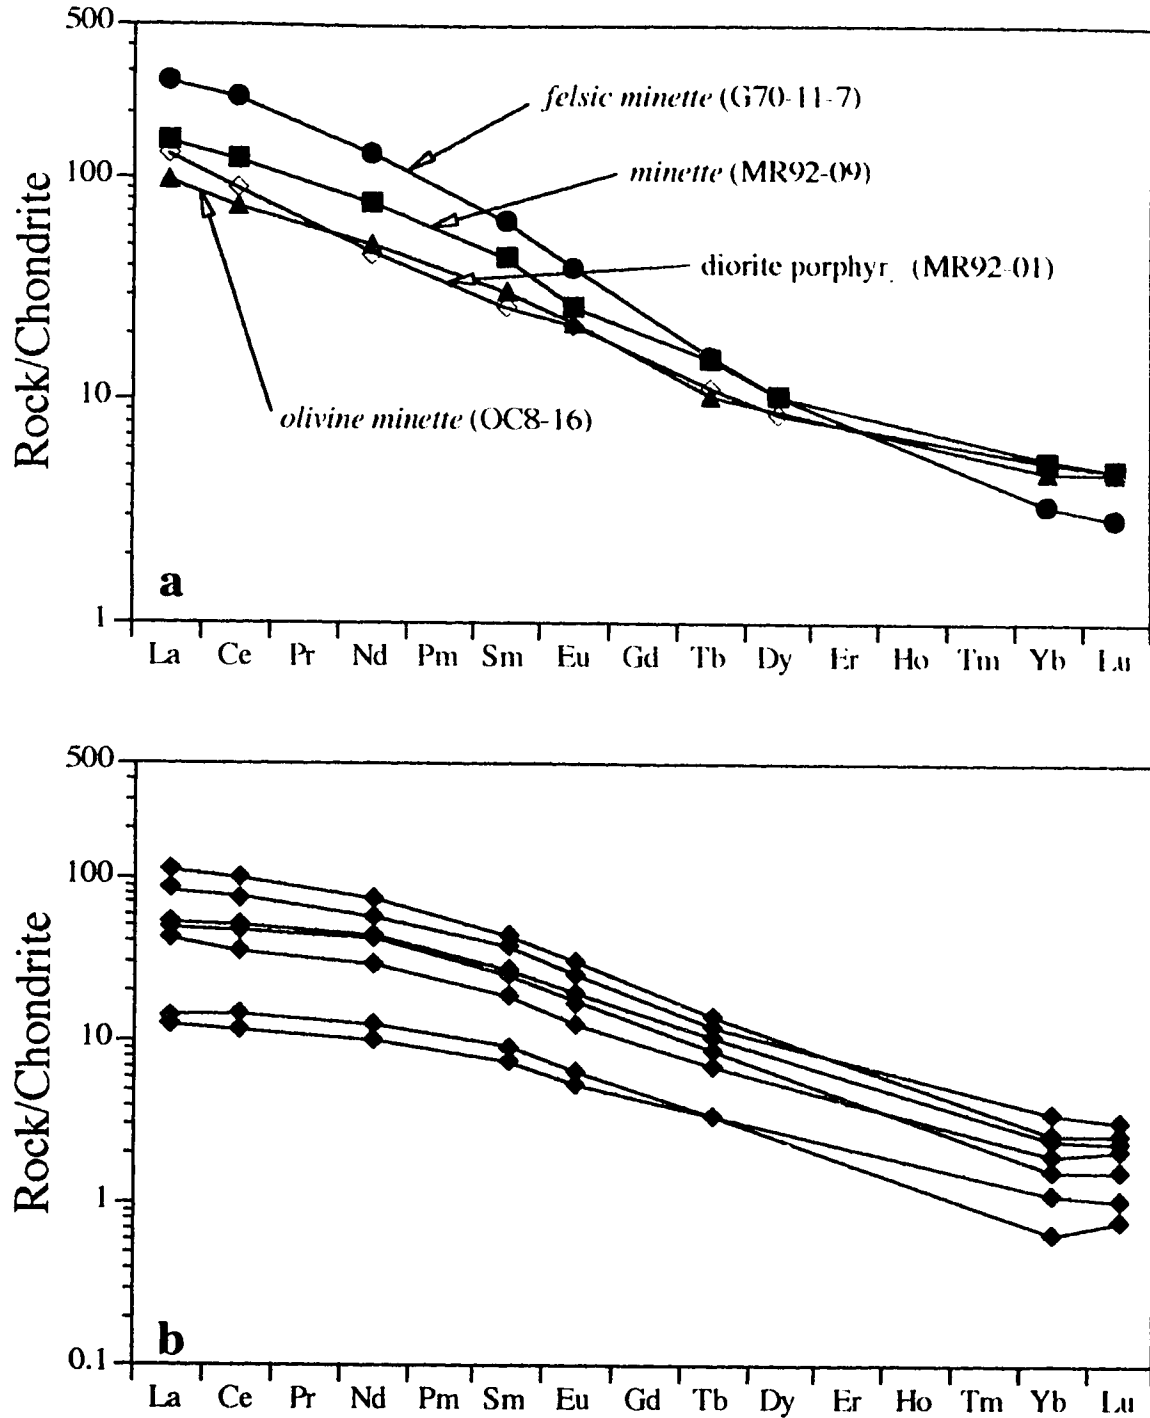 500
felsic minette (G70-11-7)
100
minette (MR92-09)
diorite porphyr (MR92-01)
10
olivine minette (OC8-16)
Rock/Chondrite
a
1
La Ce Pr Nd Pm Sm Eu Gd Tb Dy Er Ho Tm Yb Lu
500
100
10
Rock/Chondrite
1
b
0.1
La Ce Pr Nd Pm Sm Eu Gd Tb Dy Er Ho Tm Yb Lu